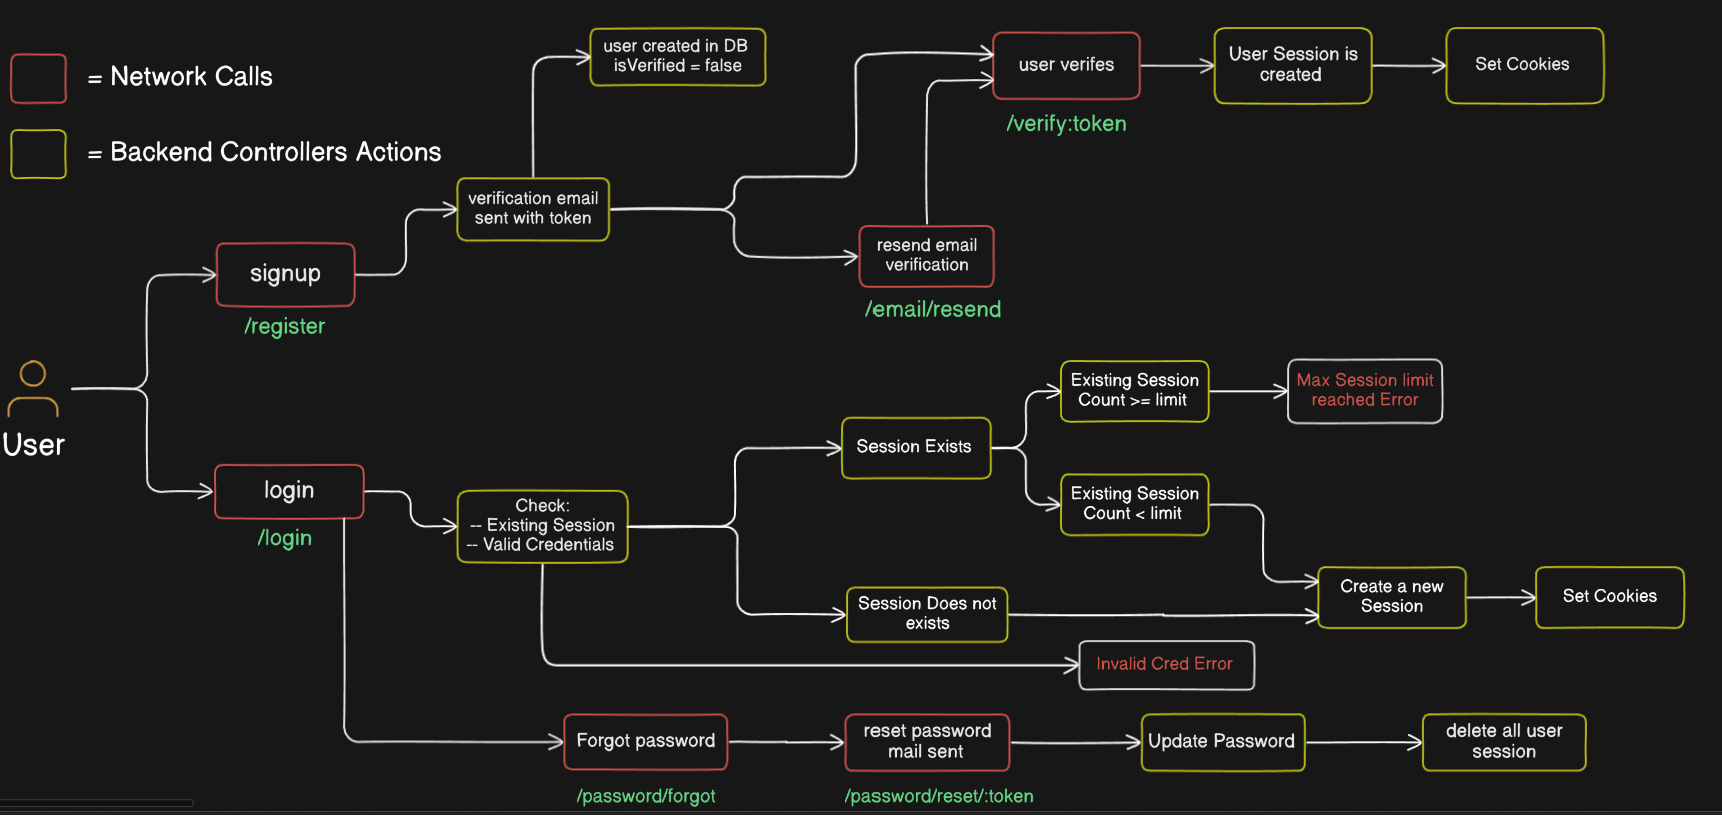 = Network Calls
= Backend Controllers Actions
user created in DB
isVerified = false
verification email
sent with token
user verifes
/verify:token
User Session is
created
Set Cookies
resend email
verification
/email/resend
signup
/register
User
login
/login
Check:
-- Existing Session
-- Valid Credentials
Session Exists
Existing Session
Count >= limit
Max Session limit
reached Error
Existing Session
Count < limit
Session Does not
exists
Create a new
Session
Set Cookies
Invalid Cred Error
Forgot password
/password/forgot
reset password
mail sent
/password/reset/:token
Update Password
delete all user
session